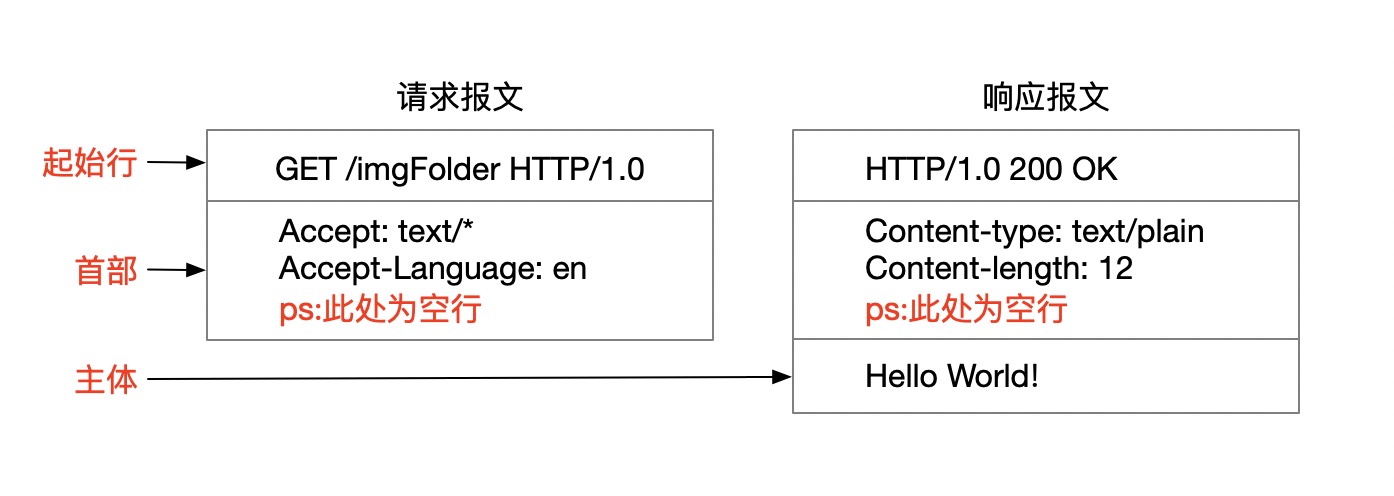 请求报文
响应报文
起始行
GET /imgFolder HTTP/1.0
HTTP/1.0 200 OK
首部
Accept: text/*
Accept-Language: en
ps:此处为空行
Content-type: text/plain
Content-length: 12
ps:此处为空行
主体
Hello World!